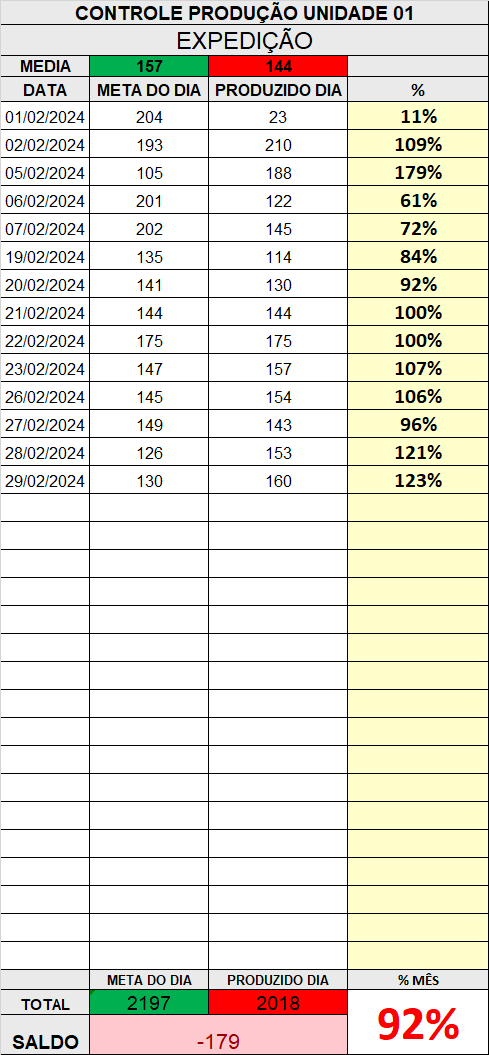 CONTROLE PRODUÇÃO UNIDADE 01
EXPEDIÇÃO
MEDIA 157 144
DATA META DO DIA PRODUZIDO DIA %
01/02/2024 204 23 11%
02/02/2024 193 210 109%
05/02/2024 105 188 179%
06/02/2024 201 122 61%
07/02/2024 202 145 72%
19/02/2024 135 114 84%
20/02/2024 141 130 92%
21/02/2024 144 144 100%
22/02/2024 175 175 100%
23/02/2024 147 157 107%
26/02/2024 145 154 106%
27/02/2024 149 143 96%
28/02/2024 126 153 121%
29/02/2024 130 160 123%
META DO DIA PRODUZIDO DIA % MÊS
TOTAL 2197 2018 92%
SALDO -179